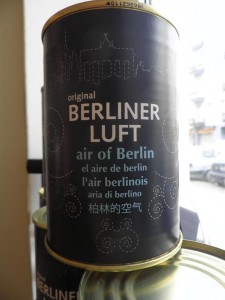 original
BERLINER
LUFT
air of Berlin
el aire de berlin
l'air berlinois
aria di berlino
柏林的空气
BERLINER